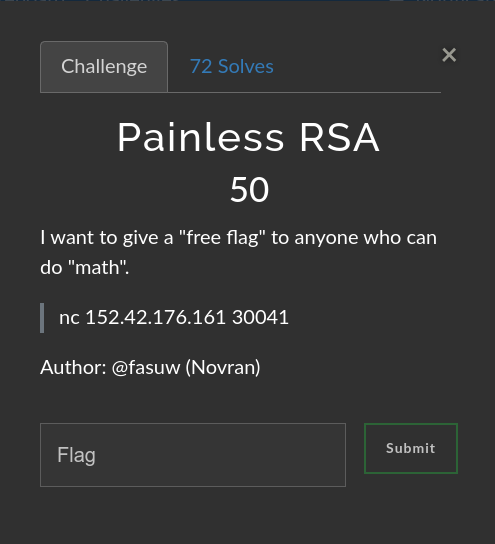 Challenge
72 Solves
×
Painless RSA
50
I want to give a "free flag" to anyone who can
do "math".
nc 152.42.176.161 30041
Author: @fasuw (Novran)
Flag
Submit